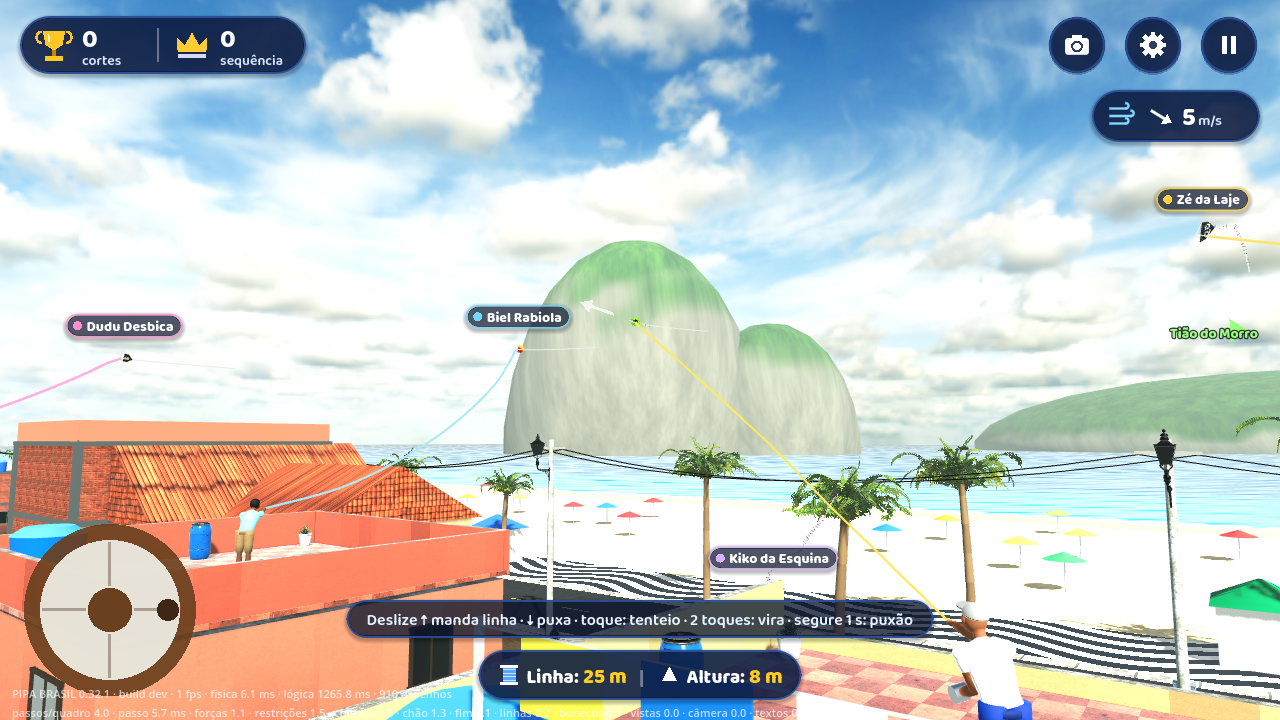 0
cortes
0
sequência
5 m/s
Zé da Laje
Biel Rabiola
Dudu Desbica
Tião do Morro
Kiko da Esquina
Deslize ↑ manda linha · ↓ puxa · toque: tenteio · 2 toques: vira · segure 1 s: puxão
Linha: 25 m | Altura: 8 m
PIPA BRASIL 0.32.1 · build dev · 1 fps · física 6.1 ms · lógica 1265.8 ms
passos/quadro 4.0 · passo 5.7 ms · forças 1.1 · restrições 1.5 chão 1.3 vistas 0.0 · câmera 0.0 · textos